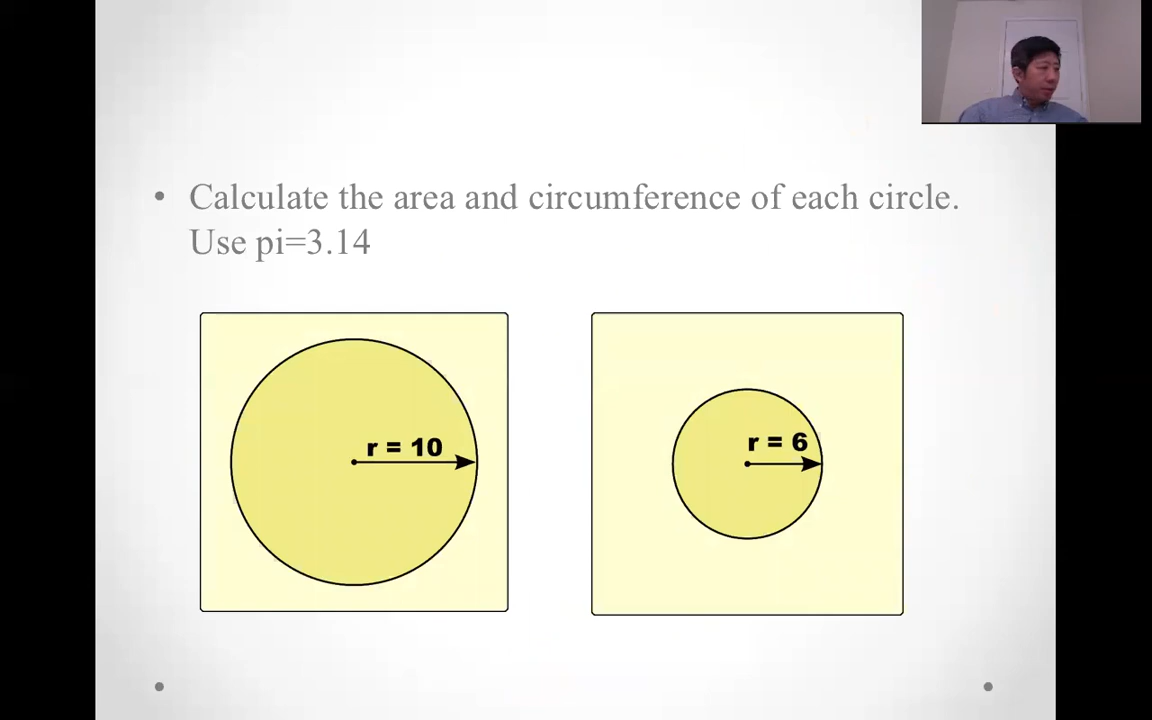 • Calculate the area and circumference of each circle.
Use pi=3.14
r = 10
r = 6